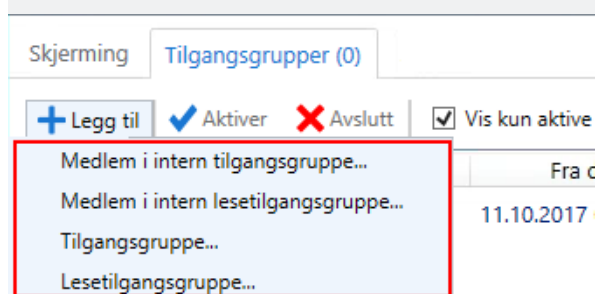 Skjerming Tilgangsgrupper (0)
Legg til Aktiver Avslutt Vis kun aktive
Medlem i intern tilgangsgruppe... Fra
Medlem i intern lesetilgangsgruppe... 11.10.2017
Tilgangsgruppe...
Lesetilgangsgruppe...